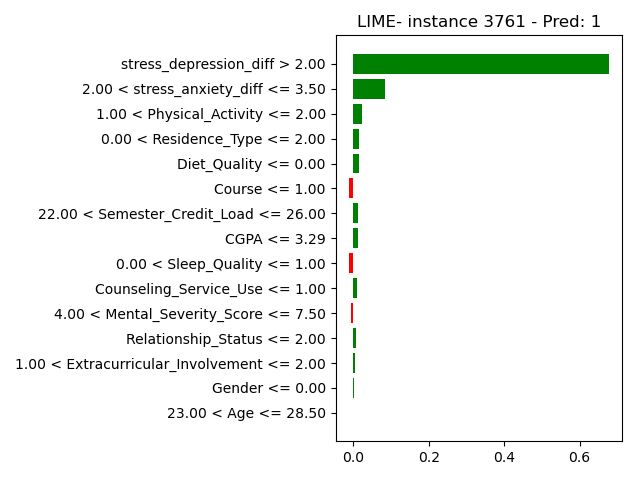 LIME- instance 3761 - Pred: 1
stress_depression_diff > 2.00
2.00 < stress_anxiety_diff <= 3.50
1.00 < Physical_Activity <= 2.00
0.00 < Residence_Type <= 2.00
Diet_Quality <= 0.00
Course <= 1.00
22.00 < Semester_Credit_Load <= 26.00
CGPA <= 3.29
0.00 < Sleep_Quality <= 1.00
Counseling_Service_Use <= 1.00
4.00 < Mental_Severity_Score <= 7.50
Relationship_Status <= 2.00
1.00 < Extracurricular_Involvement <= 2.00
Gender <= 0.00
23.00 < Age <= 28.50
0.0 0.2 0.4 0.6